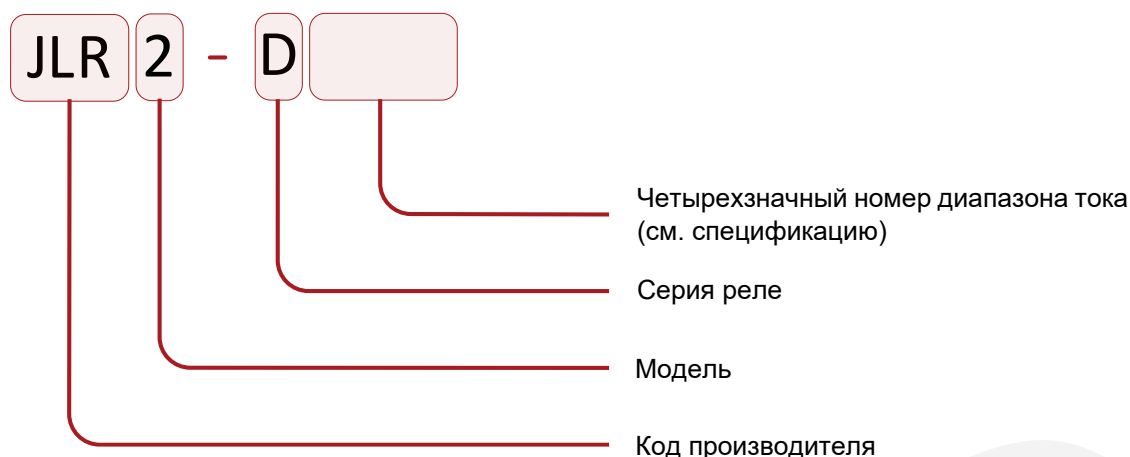 JLR 2 - D
Четырехзначный номер диапазона тока
(см. спецификацию)
Серия реле
Модель
Код производителя